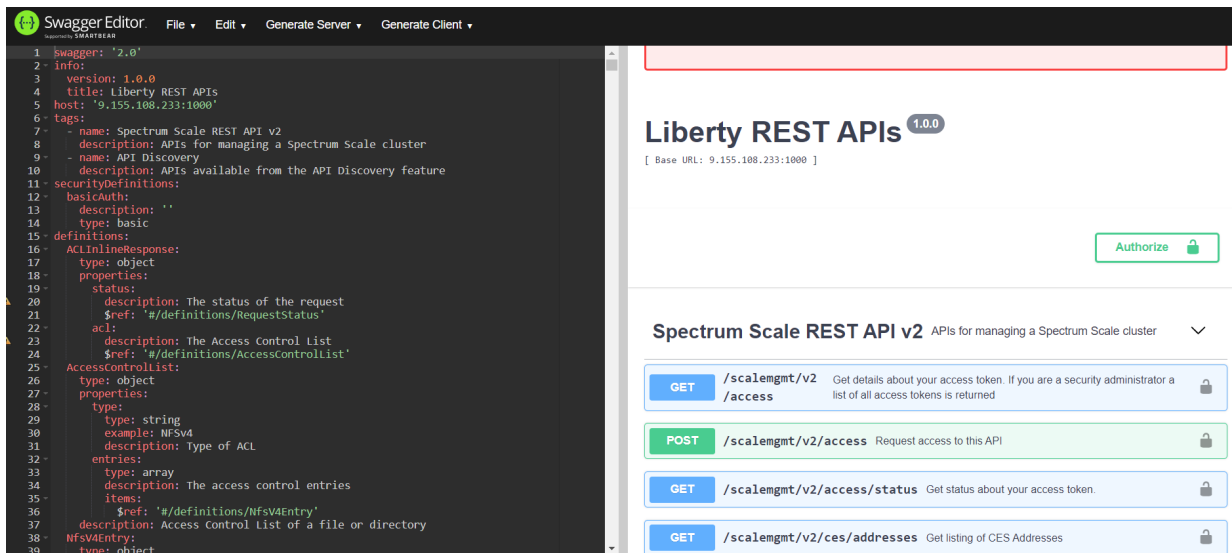 Swagger Editor.
Supported by SMARTBEAR
File
Edit
Generate Server
Generate Client
1 swagger: '2.0'
2 info:
3 version: 1.0.0
4 title: Liberty REST APIs
5 host: '9.155.108.233:1000'
6 tags:
7 - name: Spectrum Scale REST API v2
8 description: APIs for managing a Spectrum Scale cluster
9 - name: API Discovery
10 description: APIs available from the API Discovery feature
11 securityDefinitions:
12 basicAuth:
13 description: ''
14 type: basic
15 definitions:
16 ACLInlineResponse:
17 type: object
18 properties:
19 status:
20 description: The status of the request
21 $ref: '#/definitions/RequestStatus'
22 acl:
23 description: The Access Control List
24 $ref: '#/definitions/AccessControlList'
25 AccessControlList:
26 type: object
27 properties:
28 type:
29 type: string
30 example: NFSv4
31 description: Type of ACL
32 entries:
33 type: array
34 description: The access control entries
35 items:
36 $ref: '#/definitions/NfsV4Entry'
37 description: Access Control List of a file or directory
38 NfsV4Entry:
39 type: object
Liberty REST APIs 1.0.0
[ Base URL: 9.155.108.233:1000 ]
Authorize
Spectrum Scale REST API v2 APIs for managing a Spectrum Scale cluster
GET /scalemgmt/v2/access Get details about your access token. If you are a security administrator a
list of all access tokens is returned
POST /scalemgmt/v2/access Request access to this API
GET /scalemgmt/v2/access/status Get status about your access token.
GET /scalemgmt/v2/ces/addresses Get listing of CES Addresses